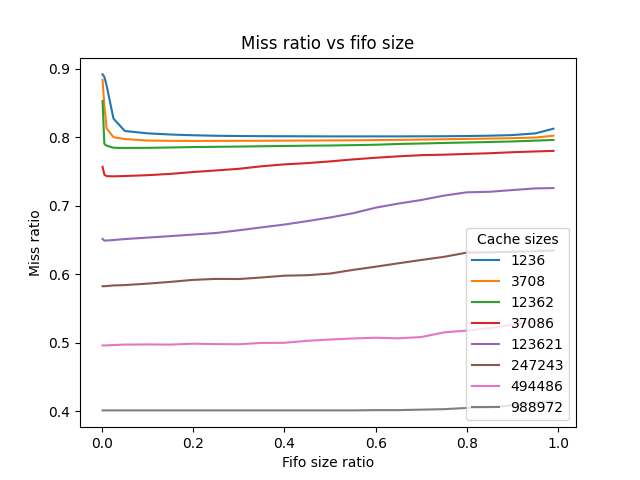 Miss ratio vs fifo size
0.9
0.8
0.7
0.6
0.5
0.4
Miss ratio
Cache sizes
1236
3708
12362
37086
123621
247243
494486
988972
0.0 0.2 0.4 0.6 0.8 1.0
Fifo size ratio